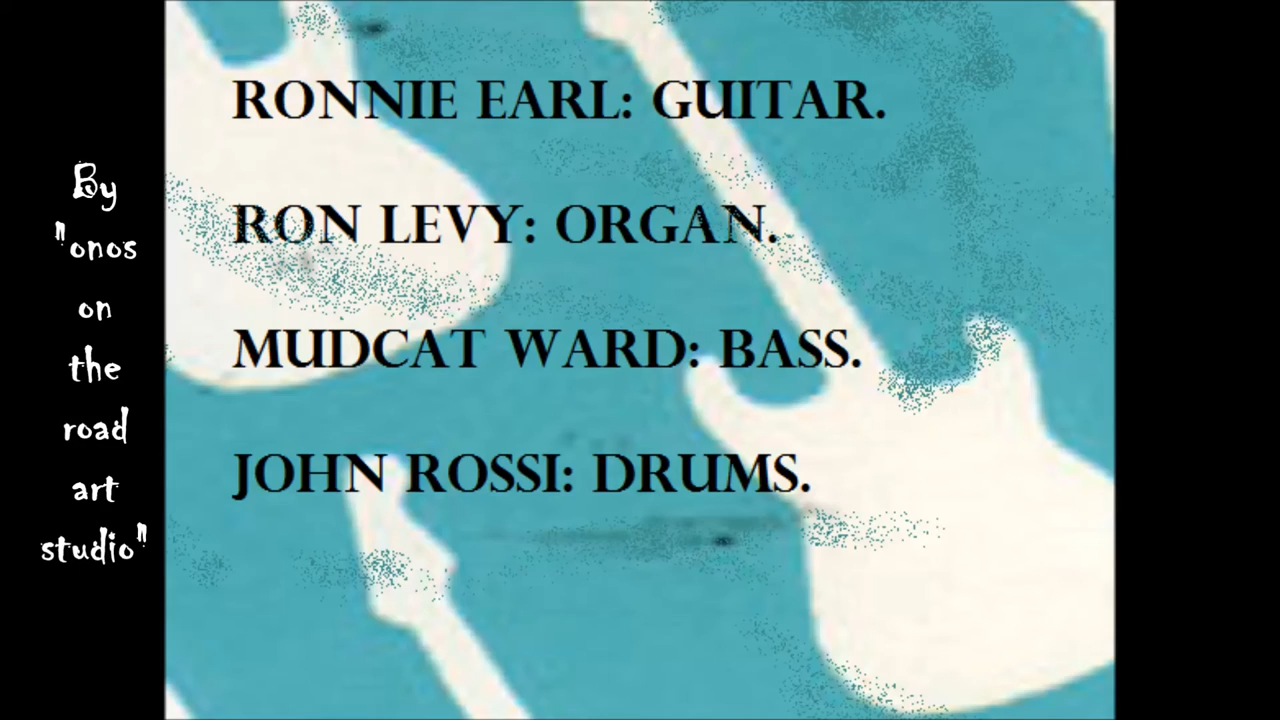 By
"onos
on
the
road
art
studio"
RONNIE EARL: GUITAR.
RON LEVY: ORGAN.
MUDCAT WARD: BASS.
JOHN ROSSI: DRUMS.